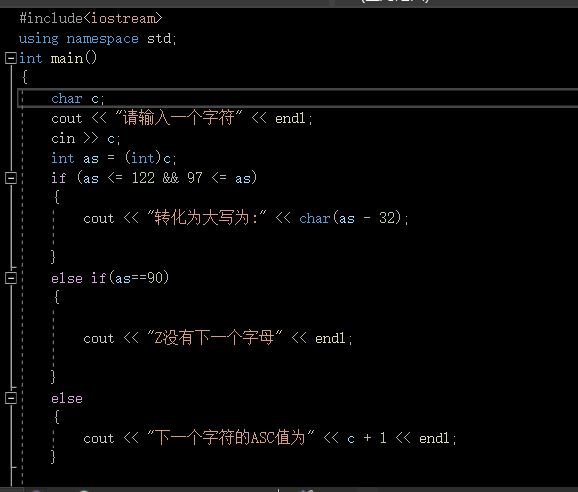 #include<iostream>
using namespace std;
int main()
{
char c;
cout << "请输入一个字符" << endl;
cin >> c;
int as = (int)c;
if (as <= 122 && 97 <= as)
{
cout << "转化为大写为:" << char(as - 32);
}
else if(as==90)
{
cout << "Z没有下一个字母" << endl;
}
else
{
cout << "下一个字符的ASC值为" << c + 1 << endl;
}